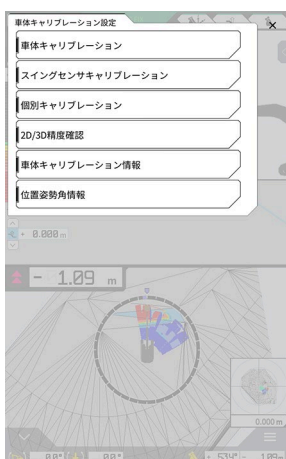 車体キャリブレーション設定
×
車体キャリブレーション
スイングセンサキャリブレーション
個別キャリブレーション
2D/3D精度確認
車体キャリブレーション情報
位置姿勢角情報
+ 0.000 m
- 1.09 m
0.000 m